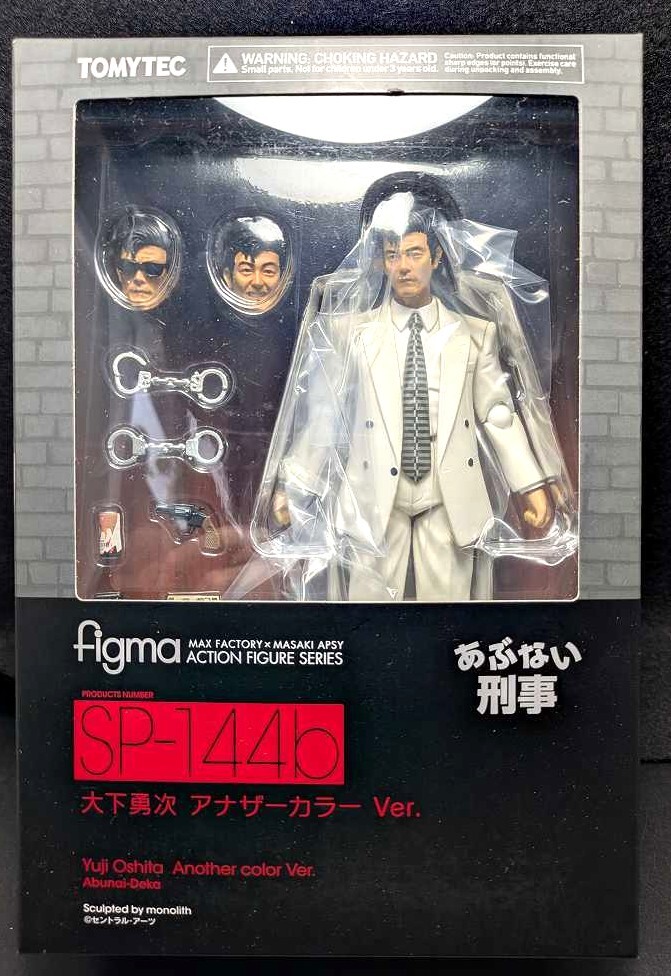 TOMYTEC
WARNING: CHOKING HAZARD
Small parts. Not for children under 3 years old.
Caution: Product contains functional
sharp edges (or points). Exercise care
during unpacking and assembly.
figma
MAX FACTORY × MASAKI APSY
ACTION FIGURE SERIES
あぶない
刑事
PRODUCTS NUMBER
SP-144b
大下勇次 アナザーカラー Ver.
Yuji Oshita Another color Ver.
Abunai-Deka
Sculpted by monolith
©セントラル・アーツ